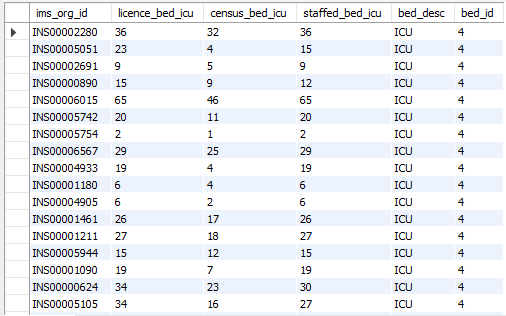 ims_org_id licence_bed_icu census_bed_icu staffed_bed_icu bed_desc bed_id
INS00002280 36 32 36 ICU 4
INS00005051 23 4 15 ICU 4
INS00002691 9 5 9 ICU 4
INS00000890 15 9 12 ICU 4
INS00006015 65 46 65 ICU 4
INS00005742 20 11 20 ICU 4
INS00005754 2 1 2 ICU 4
INS00006567 29 25 29 ICU 4
INS00004933 19 4 19 ICU 4
INS00001180 6 4 6 ICU 4
INS00004905 6 2 6 ICU 4
INS00001461 26 17 26 ICU 4
INS00001211 27 18 27 ICU 4
INS00005944 15 12 15 ICU 4
INS00001090 19 7 19 ICU 4
INS00000624 34 23 30 ICU 4
INS00005105 34 16 27 ICU 4